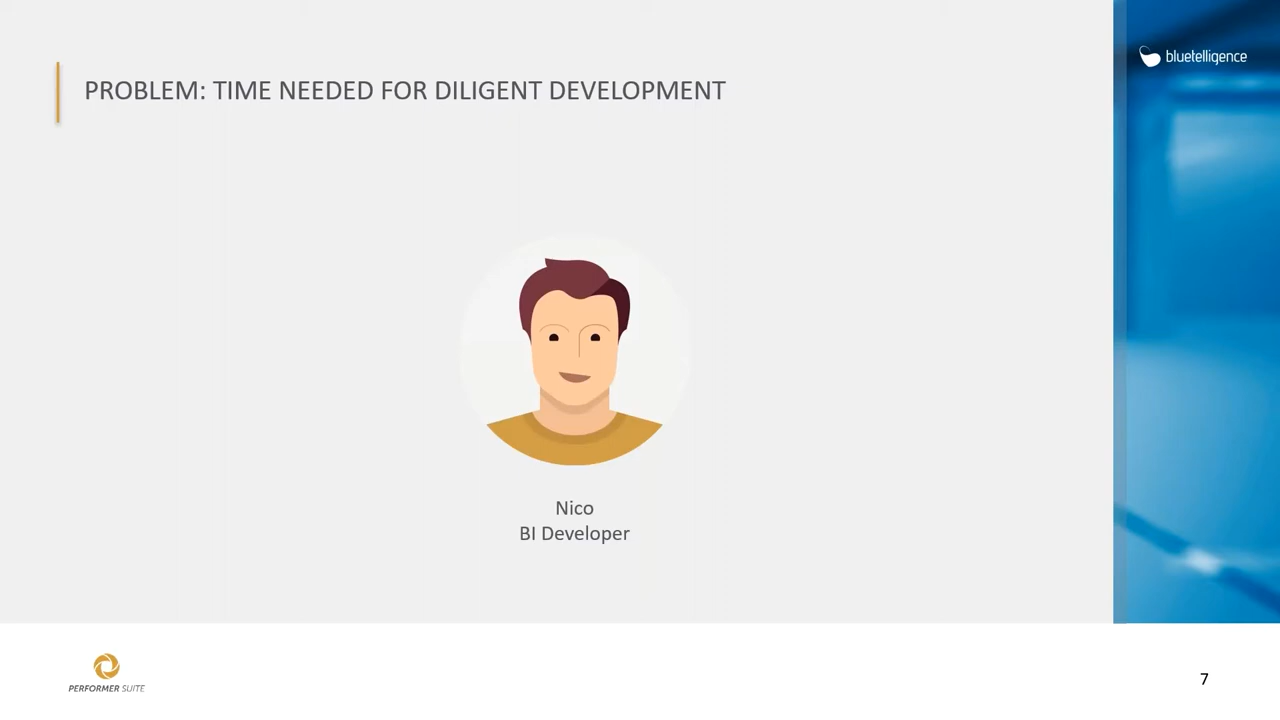 PROBLEM: TIME NEEDED FOR DILIGENT DEVELOPMENT
bluetelligence
Nico
BI Developer
PERFORMER SUITE
7